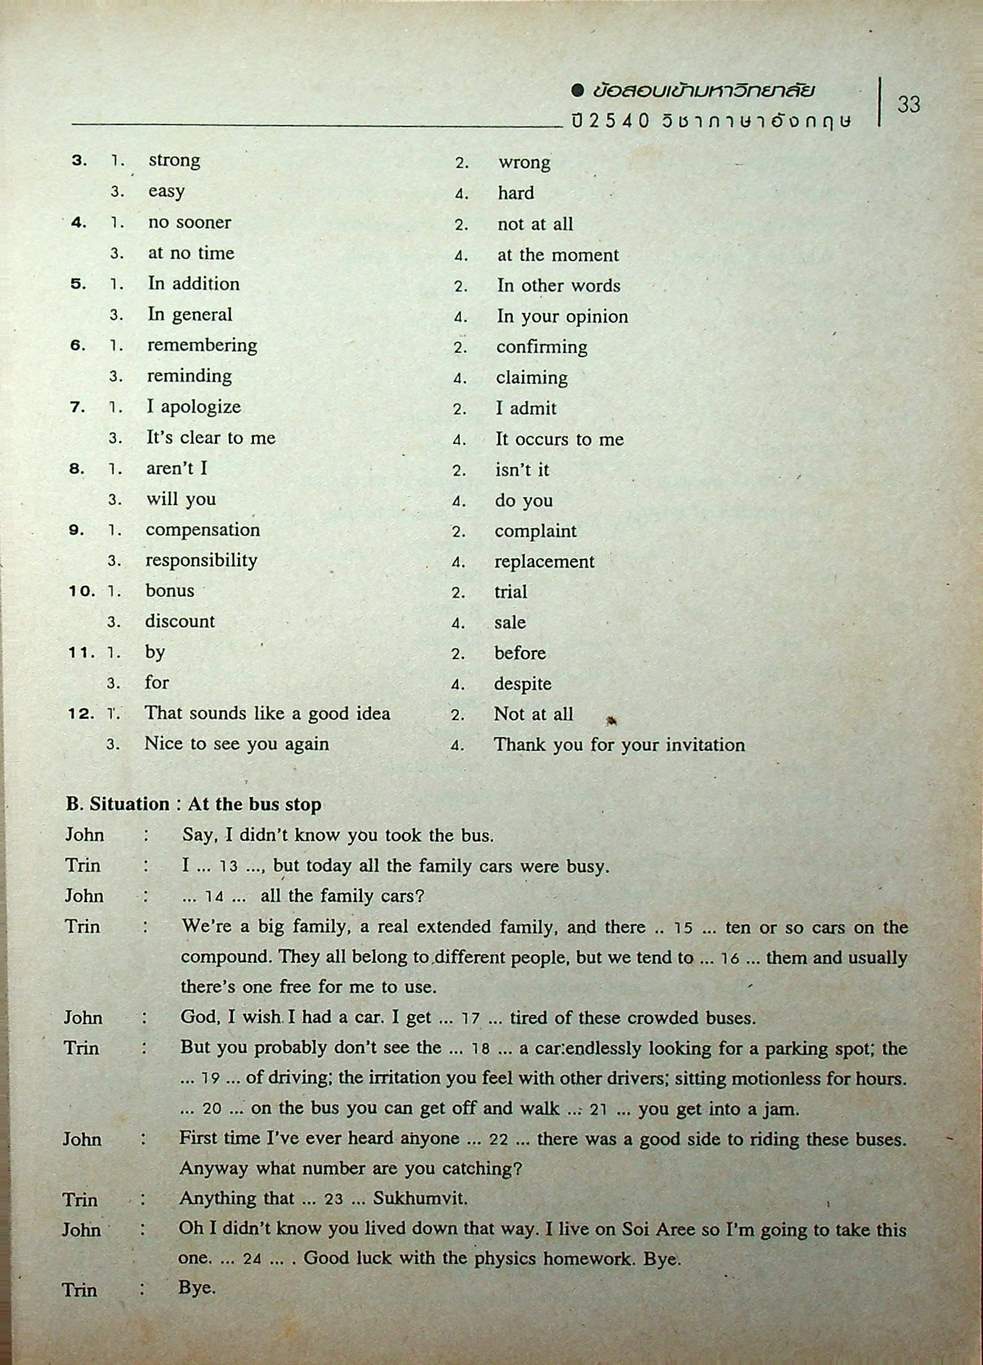 ● ข้อสอบเข้ามหาวิทยาลัย
ปี2540 วิชาภาษาอังกฤษ 33
3. 1. strong 2. wrong
3. easy 4. hard
4. 1. no sooner 2. not at all
3. at no time 4. at the moment
5. 1. In addition 2. In other words
3. In general 4. In your opinion
6. 1. remembering 2. confirming
3. reminding 4. claiming
7. 1. I apologize 2. I admit
3. It's clear to me 4. It occurs to me
8. 1. aren't I 2. isn't it
3. will you 4. do you
9. 1. compensation 2. complaint
3. responsibility 4. replacement
10. 1. bonus 2. trial
3. discount 4. sale
11. 1. by 2. before
3. for 4. despite
12. 1. That sounds like a good idea 2. Not at all
3. Nice to see you again 4. Thank you for your invitation
B. Situation : At the bus stop
John : Say, I didn't know you took the bus.
Trin : I ... 13 ..., but today all the family cars were busy.
John : ... 14 ... all the family cars?
Trin : We're a big family, a real extended family, and there .. 15 ... ten or so cars on the
compound. They all belong to different people, but we tend to ... 16 ... them and usually
there's one free for me to use.
John : God, I wish I had a car. I get ... 17 ... tired of these crowded buses.
Trin : But you probably don't see the ... 18 ... a car:endlessly looking for a parking spot; the
... 19 ... of driving; the irritation you feel with other drivers; sitting motionless for hours.
... 20 ... on the bus you can get off and walk ... 21 ... you get into a jam.
John : First time I've ever heard anyone ... 22 ... there was a good side to riding these buses.
Anyway what number are you catching?
Trin : Anything that ... 23 ... Sukhumvit.
John : Oh I didn't know you lived down that way. I live on Soi Aree so I'm going to take this
one. ... 24 ... . Good luck with the physics homework. Bye.
Trin : Bye.